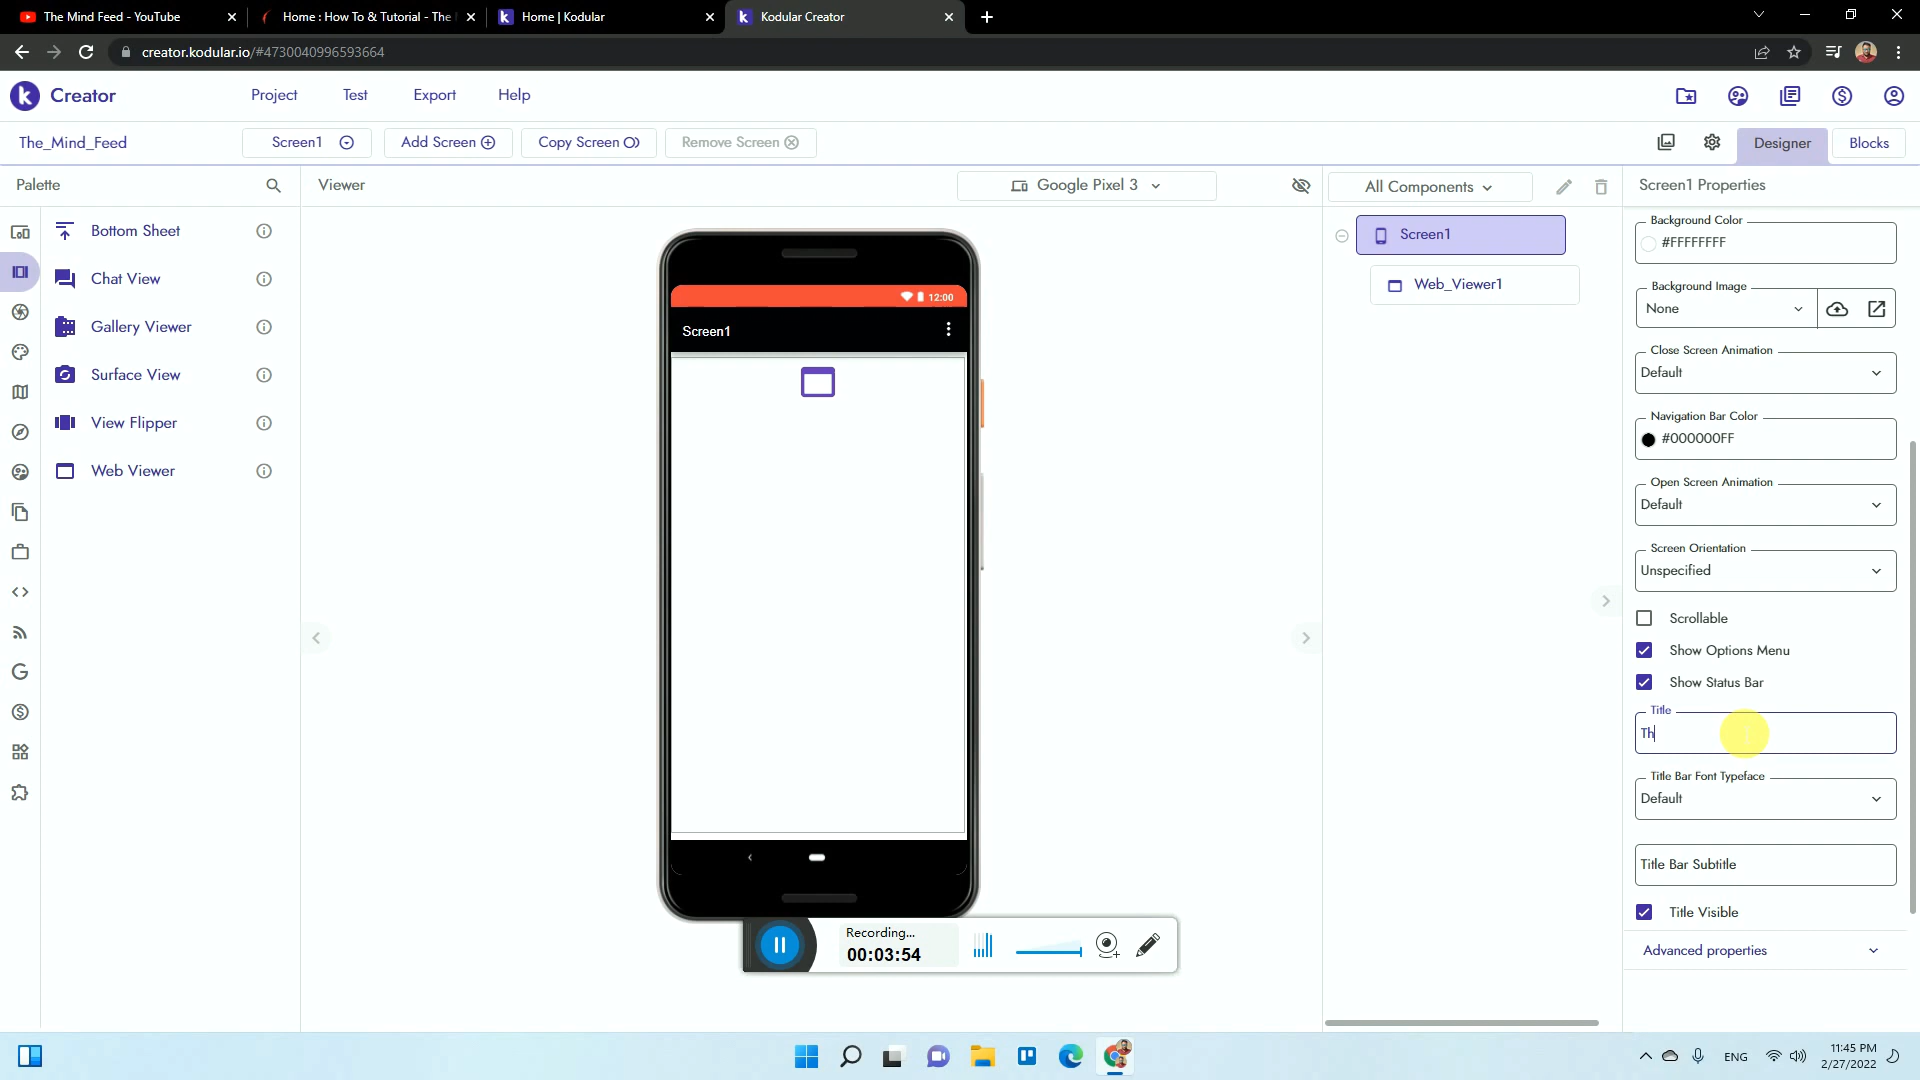 The Mind Feed - YouTube
Home : How To & Tutorial - The
Home | Kodular
Kodular Creator
creator.kodular.io/#4730040996593664
Creator
Project
Test
Export
Help
The_Mind_Feed
Screen1
Add Screen
Copy Screen
Remove Screen
Designer
Blocks
Palette
Viewer
Google Pixel 3
All Components
Screen1 Properties
Bottom Sheet
Chat View
Gallery Viewer
Surface View
View Flipper
Web Viewer
12:00
Screen1
Screen1
Web_Viewer1
Background Color
#FFFFFFFF
Background Image
None
Close Screen Animation
Default
Navigation Bar Color
#000000FF
Open Screen Animation
Default
Screen Orientation
Unspecified
Scrollable
Show Options Menu
Show Status Bar
Title
Th
Title Bar Font Typeface
Default
Title Bar Subtitle
Title Visible
Advanced properties
Recording...
00:03:54
ENG
11:45 PM
2/27/2022